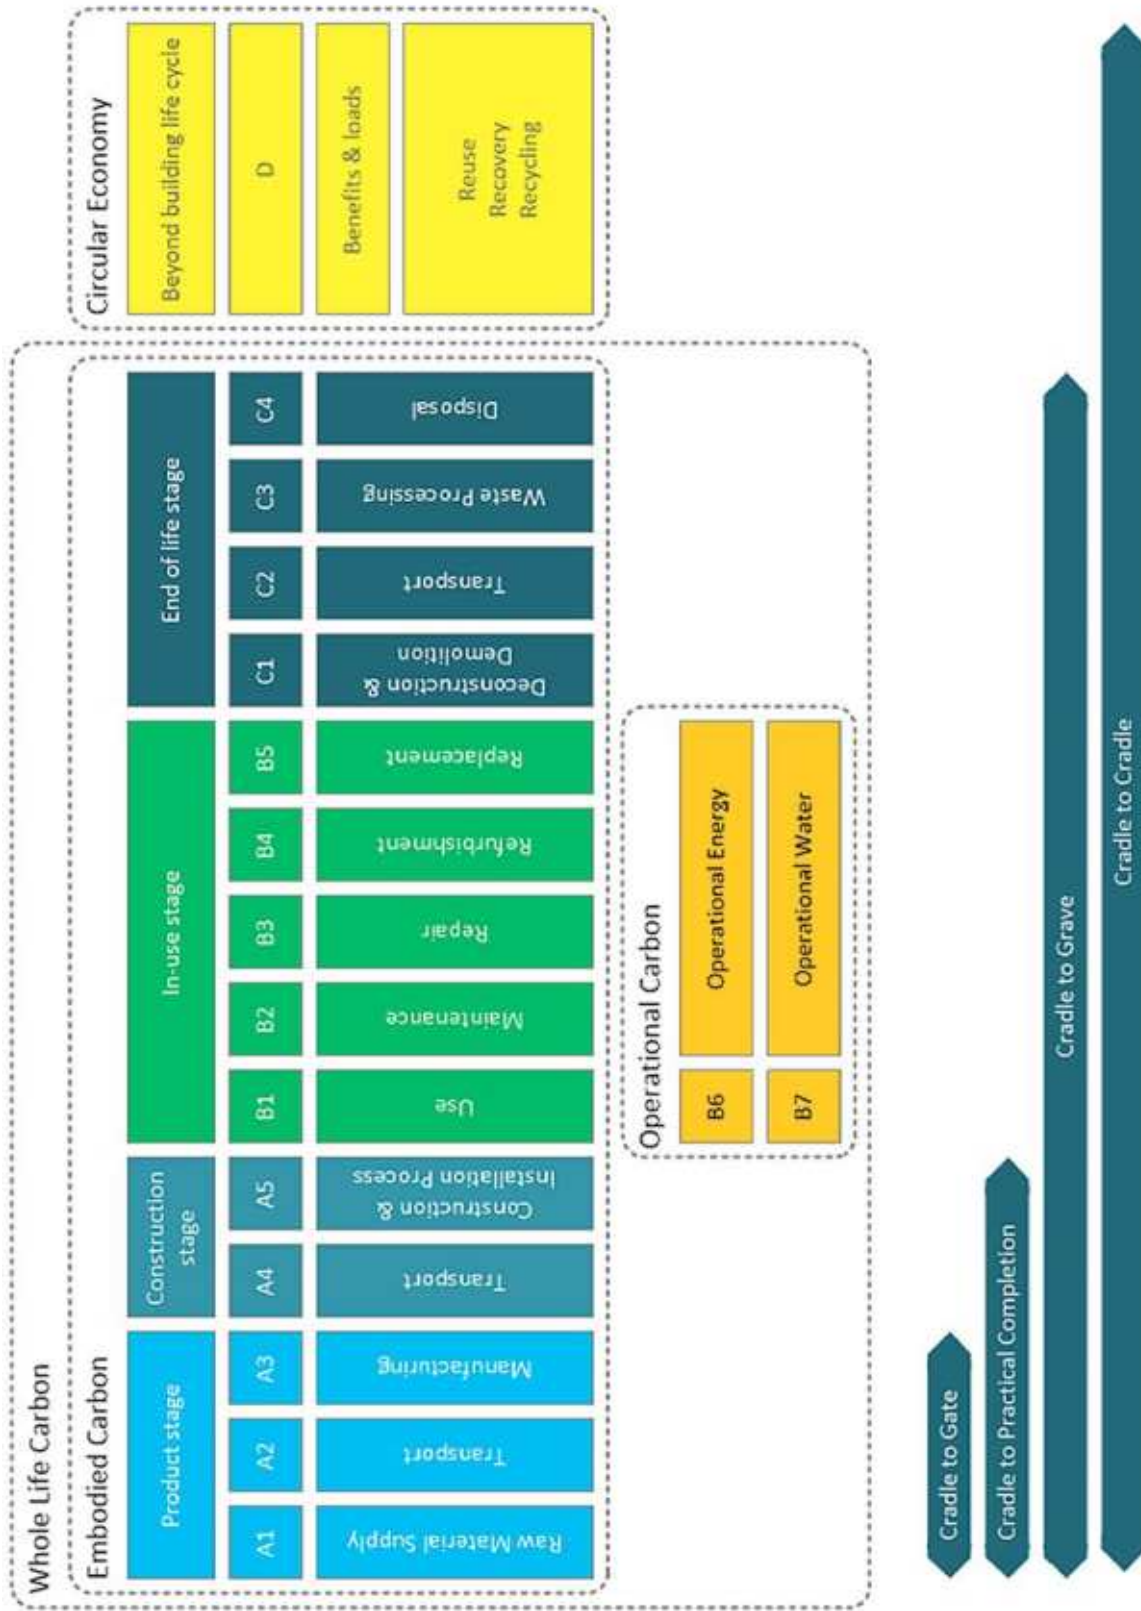 Whole Life Carbon
Embodied Carbon
Circular Economy
Product stage
Construction
stage
In-use stage
End of life stage
Beyond building life cycle
A1
A2
A3
A4
A5
B1
B2
B3
B4
B5
C1
C2
C3
C4
D
Benefits & loads
Raw Material Supply
Transport
Manufacturing
Transport
Construction &
Installation Process
Use
Maintenance
Repair
Refurbishment
Replacement
Deconstruction &
Demolition
Transport
Waste Processing
Disposal
Reuse
Recovery
Recycling
Operational Carbon
B6
Operational Energy
B7
Operational Water
Cradle to Gate
Cradle to Practical Completion
Cradle to Grave
Cradle to Cradle